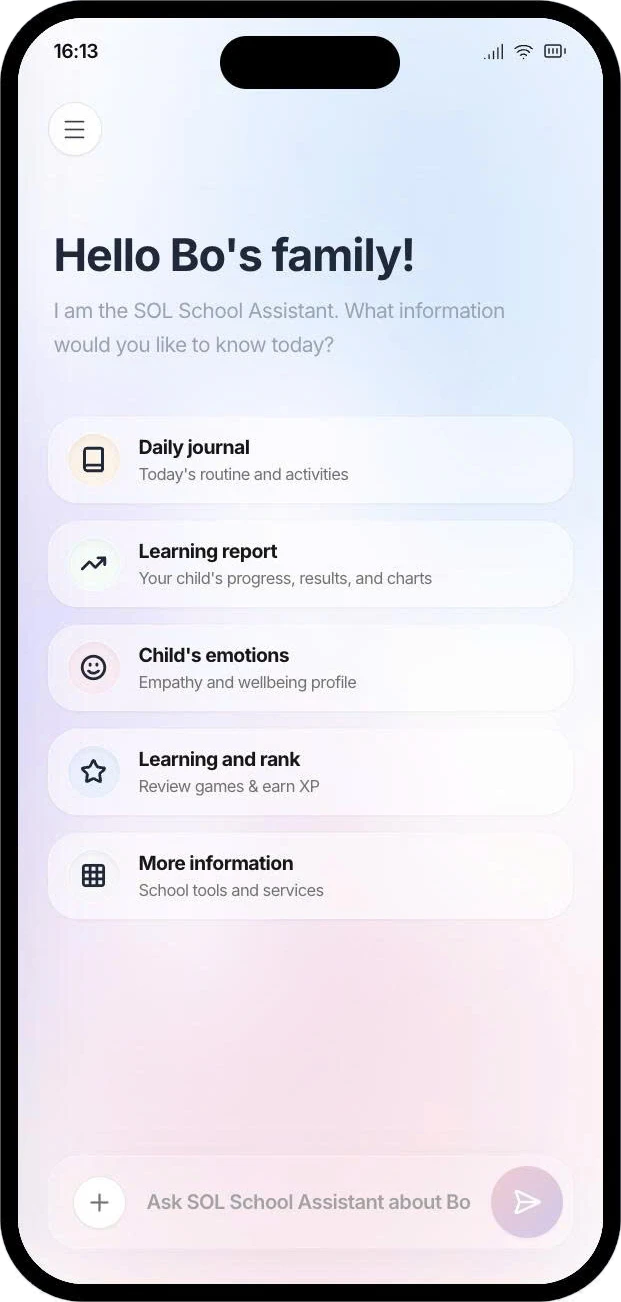 16:13
Hello Bo's family!
I am the SOL School Assistant. What information
would you like to know today?
Daily journal
Today's routine and activities
Learning report
Your child's progress, results, and charts
Child's emotions
Empathy and wellbeing profile
Learning and rank
Review games & earn XP
More information
School tools and services
Ask SOL School Assistant about Bo